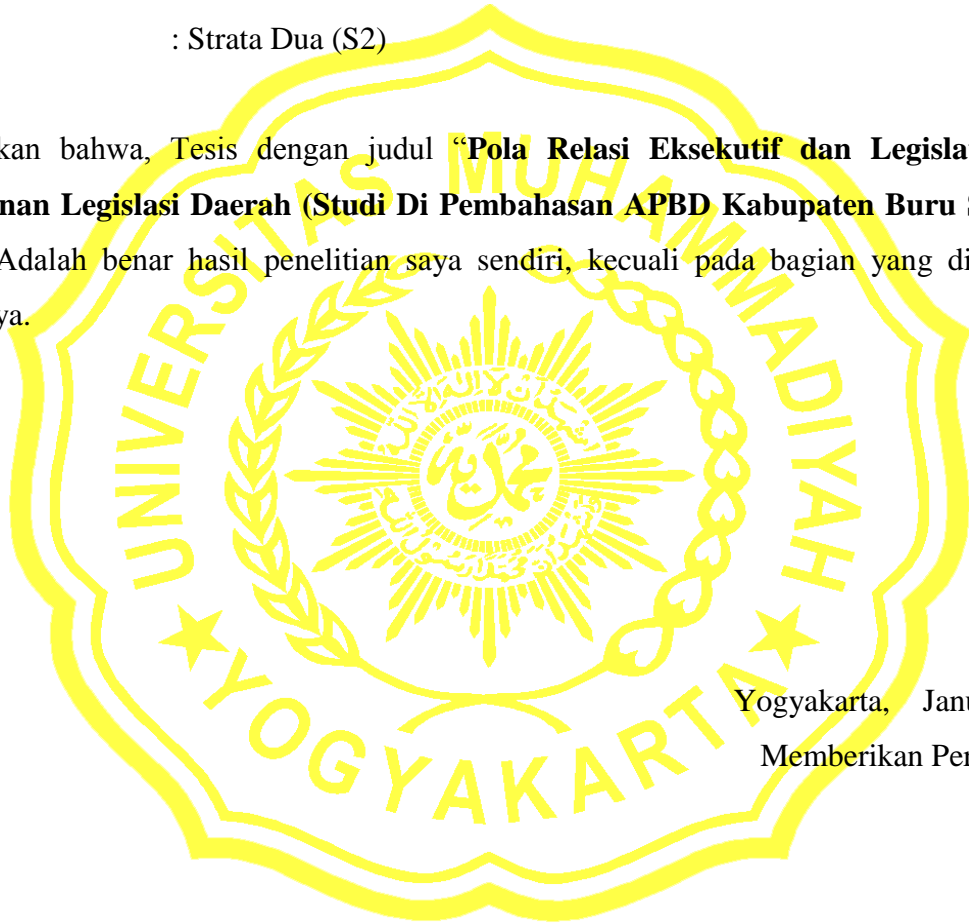 : Strata Dua (S2)
kan bahwa, Tesis dengan judul “Pola Relasi Eksekutif dan Legislat
nan Legislasi Daerah (Studi Di Pembahasan APBD Kabupaten Buru S
Adalah benar hasil penelitian saya sendiri, kecuali pada bagian yang di
ya.
Yogyakarta, Janu
Memberikan Per
UNIVERSITAS MUHAMMADIYAH
YOGYAKARTA